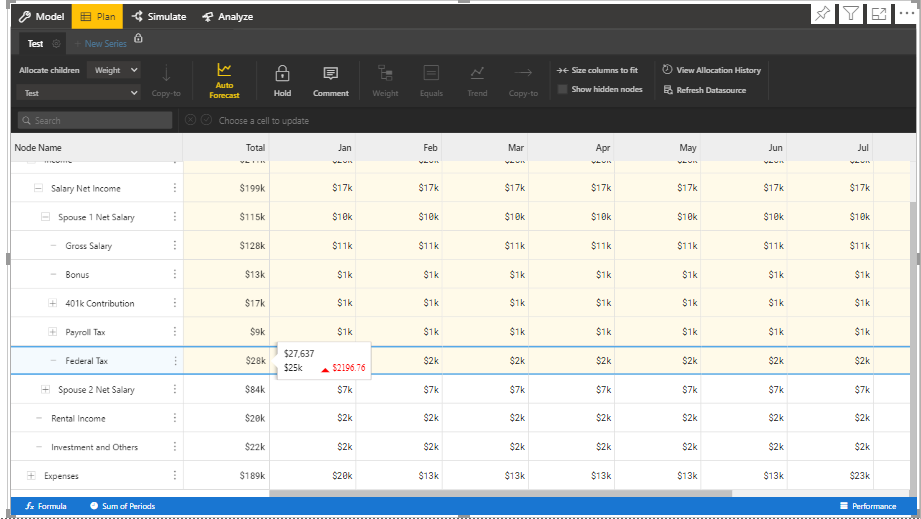 Model Plan Simulate Analyze
Test New Series
Allocate children Weight
Test
Copy-to
Auto Forecast
Hold
Comment
Weight
Equals
Trend
Copy-to
Size columns to fit
Show hidden nodes
View Allocation History
Refresh Datasource
Search Choose a cell to update
Node Name Total Jan Feb Mar Apr May Jun Jul
Income
Salary Net Income $199k $17k $17k $17k $17k $17k $17k $17k
Spouse 1 Net Salary $115k $10k $10k $10k $10k $10k $10k $10k
Gross Salary $128k $11k $11k $11k $11k $11k $11k $11k
Bonus $13k $1k $1k $1k $1k $1k $1k $1k
401k Contribution $17k $1k $1k $1k $1k $1k $1k $1k
Payroll Tax $9k $1k $1k $1k $1k $1k $1k $1k
$27,637
Federal Tax $28k $2k $2k $2k $2k $2k $2k
$25k $2196.76
Spouse 2 Net Salary $84k $7k $7k $7k $7k $7k $7k $7k
Rental Income $20k $2k $2k $2k $2k $2k $2k $2k
Investment and Others $22k $2k $2k $2k $2k $2k $2k $2k
Expenses $189k $20k $13k $13k $13k $13k $13k $23k
fx Formula Sum of Periods Performance